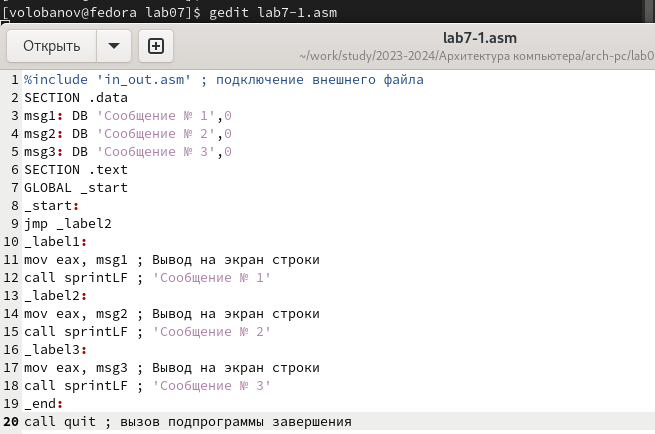 [volobanov@fedora lab07]$ gedit lab7-1.asm
Открыть
lab7-1.asm
~/work/study/2023-2024/Архитектура компьютера/arch-pc/lab0
1 %include 'in_out.asm' ; подключение внешнего файла
2 SECTION .data
3 msg1: DB 'Сообщение № 1',0
4 msg2: DB 'Сообщение № 2',0
5 msg3: DB 'Сообщение № 3',0
6 SECTION .text
7 GLOBAL _start
8 _start:
9 jmp _label2
10 _label1:
11 mov eax, msg1 ; Вывод на экран строки
12 call sprintLF ; 'Сообщение № 1'
13 _label2:
14 mov eax, msg2 ; Вывод на экран строки
15 call sprintLF ; 'Сообщение № 2'
16 _label3:
17 mov eax, msg3 ; Вывод на экран строки
18 call sprintLF ; 'Сообщение № 3'
19 _end:
20 call quit ; вызов подпрограммы завершения